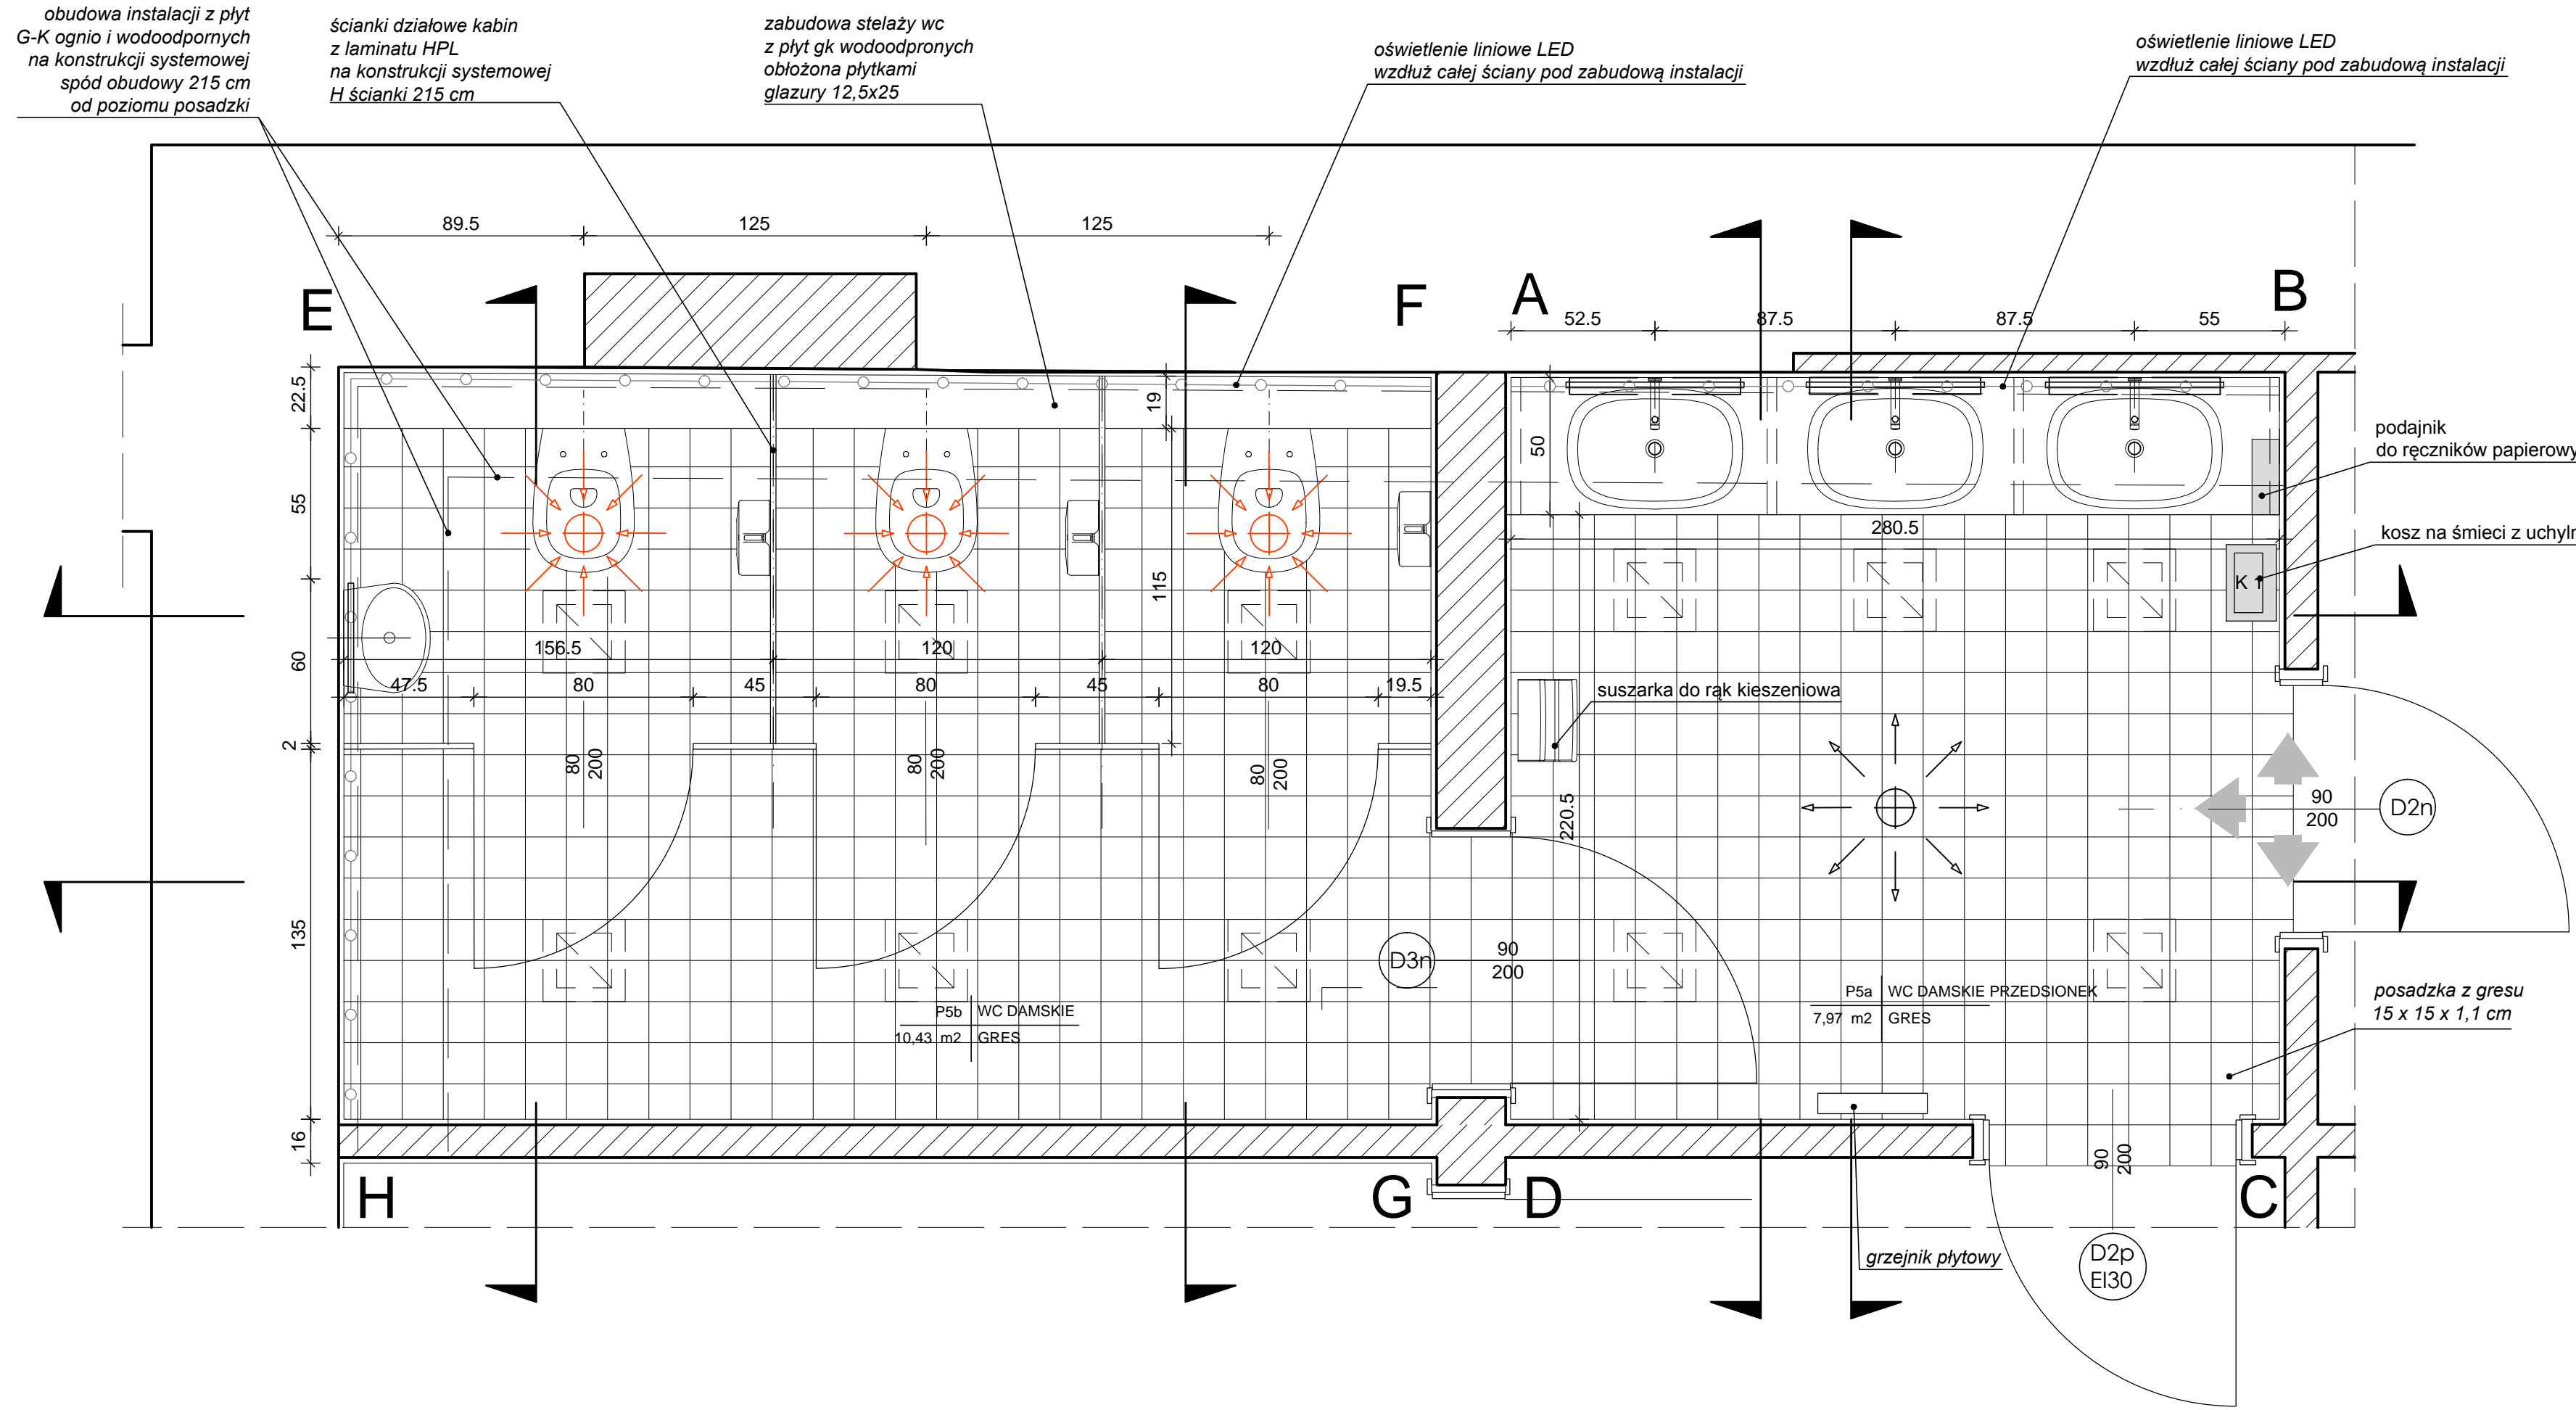 obudowa instalacji z płyt
G-K ognio i wodoodpornych
na konstrukcji systemowej
spód obudowy 215 cm
od poziomu posadzki
ścianki działowe kabin
z laminatu HPL
na konstrukcji systemowej
H ścianki 215 cm
zabudowa stelaży wc
z płyt gk wodoodpronych
obłożona płytkami
glazury 12,5x25
oświetlenie liniowe LED
wzdłuż całej ściany pod zabudową instalacji
oświetlenie liniowe LED
wzdłuż całej ściany pod zabudową instalacji
89.5
125
125
E
F
A
B
52.5
87.5
87.5
55
22.5
19
50
55
podajnik
do ręczników papierowy
280.5
kosz na śmieci z uchyln
K
115
60
156.5
120
120
47.5
80
45
80
45
80
19.5
suszarka do rąk kieszeniowa
2
80
200
80
200
80
200
220.5
90
200
D2n
135
D3n
90
200
P5b
WC DAMSKIE
10,43 m2
GRES
P5a
WC DAMSKIE PRZEDSIONEK
7,97 m2
GRES
posadzka z gresu
15 x 15 x 1,1 cm
16
90
200
H
G
D
C
grzejnik płytowy
D2p
EI30